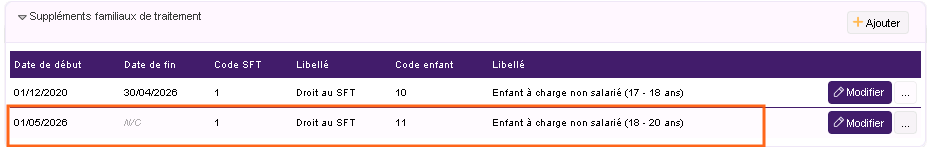 Suppléments familiaux de traitement
Ajouter
Date de début Date de fin Code SFT Libellé Code enfant Libellé
01/12/2020 30/04/2026 1 Droit au SFT 10 Enfant à charge non salarié (17 - 18 ans) Modifier ...
01/05/2026 N/C 1 Droit au SFT 11 Enfant à charge non salarié (18 - 20 ans) Modifier ...